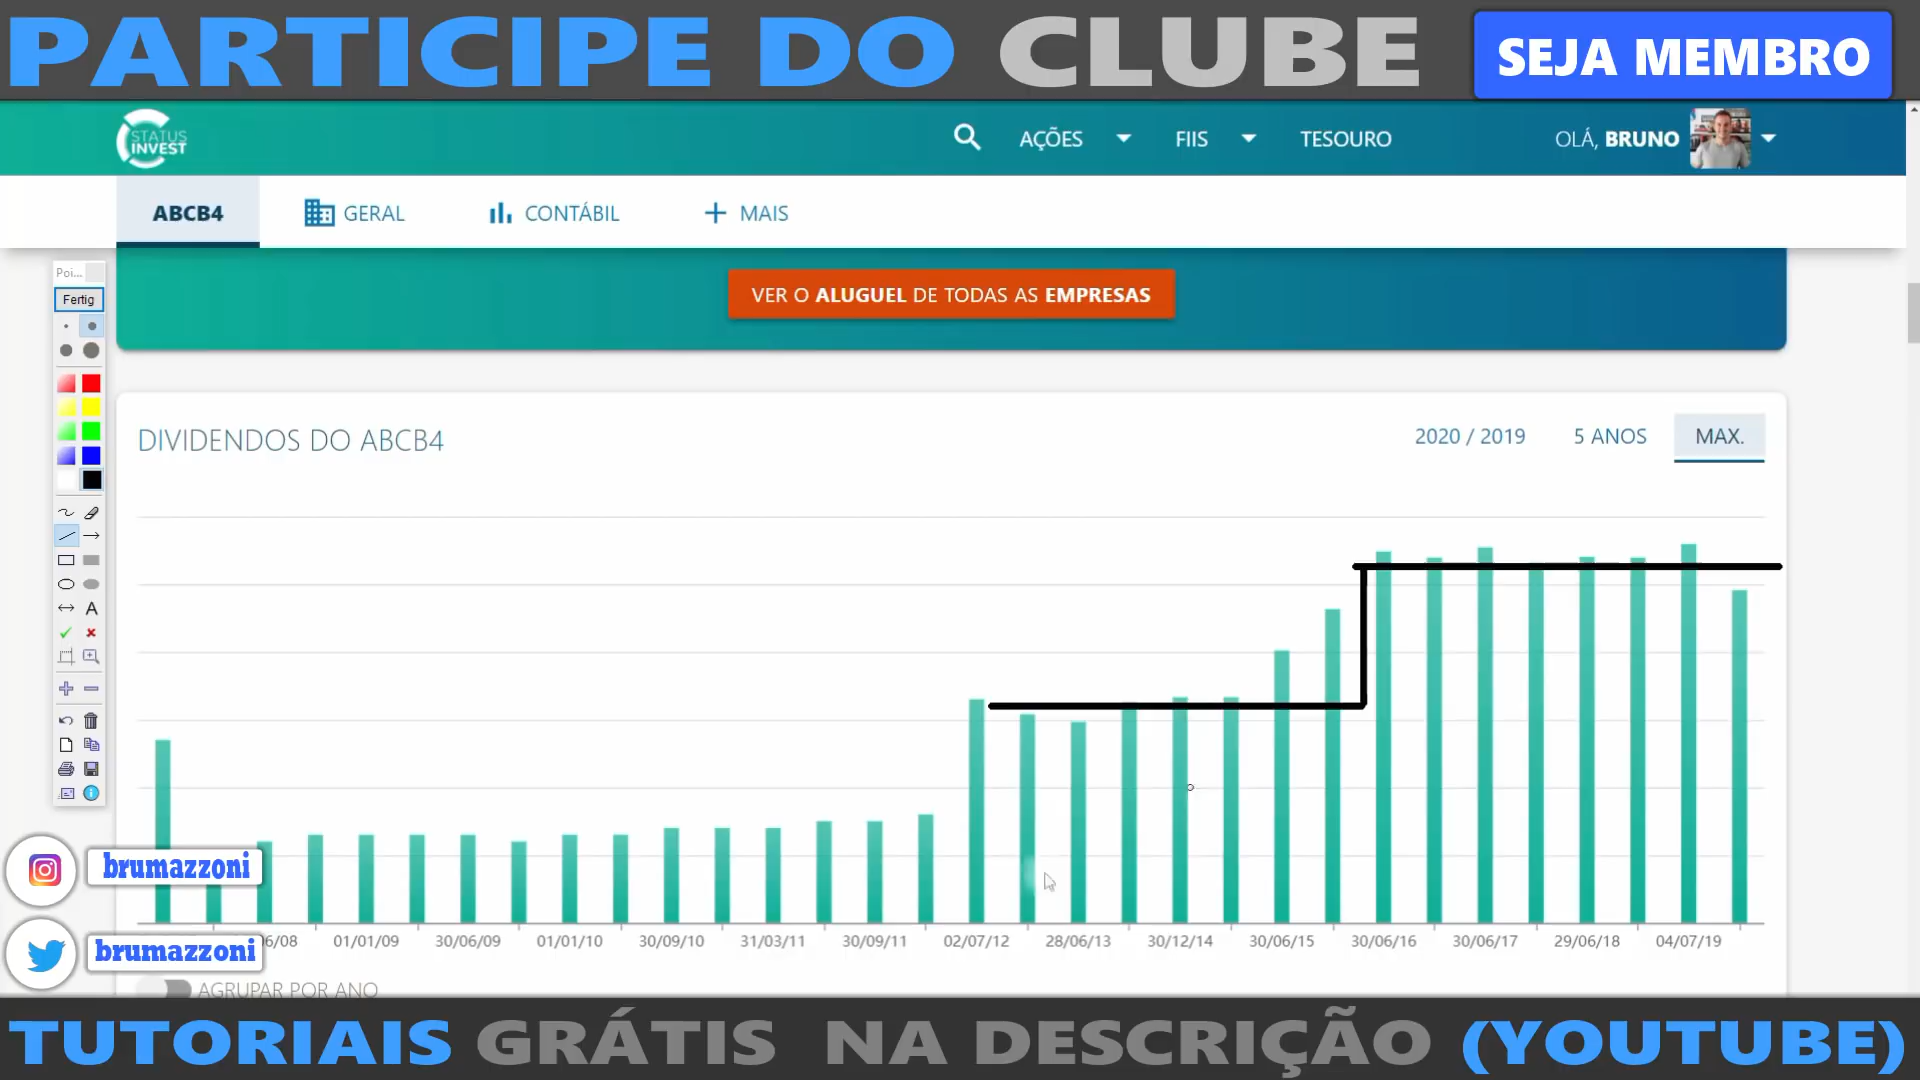 PARTICIPE DO CLUBE
SEJA MEMBRO
STATUS
INVEST
AÇÕES
FIIS
TESOURO
OLÁ, BRUNO
ABCB4
GERAL
CONTÁBIL
MAIS
Poi...
Fertig
VER O ALUGUEL DE TODAS AS EMPRESAS
DIVIDENDOS DO ABCB4
2020 / 2019
5 ANOS
MAX.
A
brumazzoni
brumazzoni
6/08
01/01/09
30/06/09
01/01/10
30/09/10
31/03/11
30/09/11
02/07/12
28/06/13
30/12/14
30/06/15
30/06/16
30/06/17
29/06/18
04/07/19
AGRUPAR POR ANO
TUTORIAIS GRÁTIS NA DESCRIÇÃO (YOUTUBE)